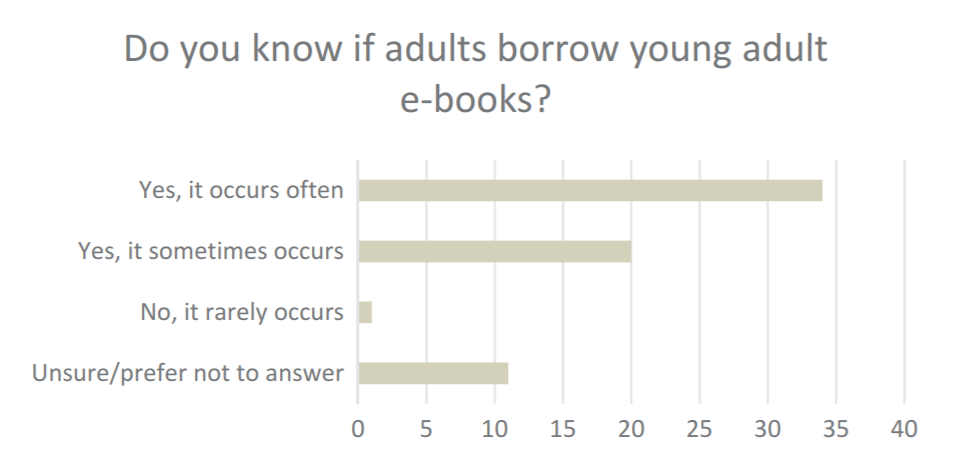 Do you know if adults borrow young adult
e-books?
Yes, it occurs often
Yes, it sometimes occurs
No, it rarely occurs
Unsure/prefer not to answer
0 5 10 15 20 25 30 35 40